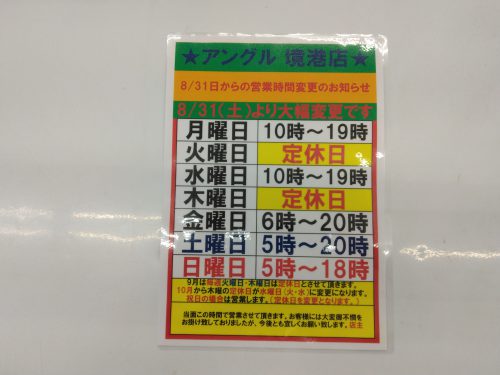 ★アングル 境港店★
8/31日からの営業時間変更のお知らせ
8/31(土)より大幅変更です
月曜日 10時～19時
火曜日 定休日
水曜日 10時～19時
木曜日 定休日
金曜日 6時～20時
土曜日 5時～20時
日曜日 5時～18時
9月は毎週火曜日・木曜日は定休日とさせて頂きます。
10月から木曜の定休日が水曜日(火・水)に変更になります。
祝日の場合は営業します。(定休日を変更となります。)
当面この時間で営業させて頂きます。お客様には大変御不憫を
お掛け致しておりましたが、今後とも宜しくお願い致します。店主